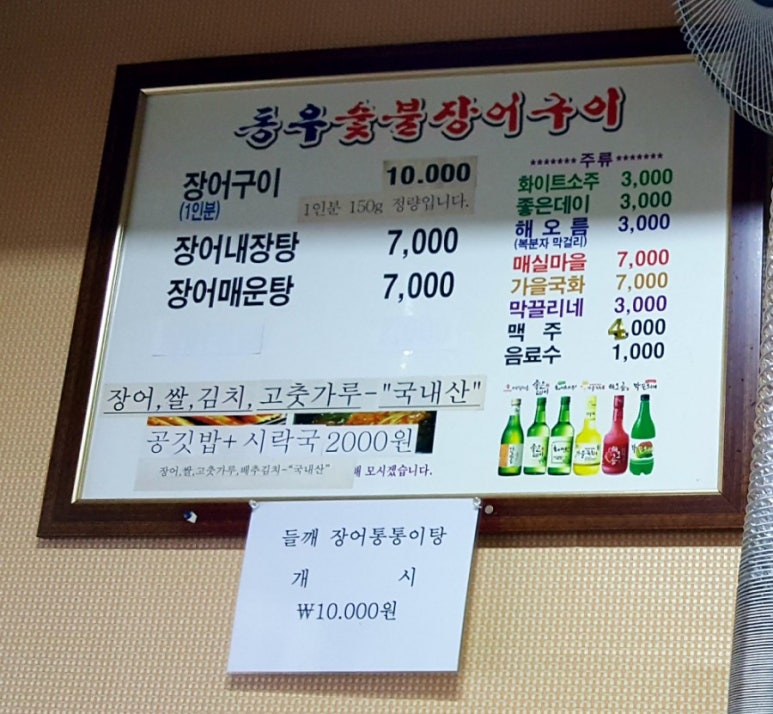 통우숯불장어구이
장어구이 10.000
(1인분) 1인분 150g 정량입니다.
장어내장탕 7,000
장어매운탕 7,000
******* 주류 *******
화이트소주 3,000
좋은데이 3,000
해오름 3,000
(복분자 막걸리)
매실마을 7,000
가을국화 7,000
막끌리네 3,000
맥 주 4,000
음료수 1,000
장어,쌀,김치,고춧가루-"국내산"
공깃밥+시락국 2000원
장어,쌀,고춧가루,배추김치-"국내산" 모시겠습니다.
들깨 장어통통이탕
개 시
₩10.000원